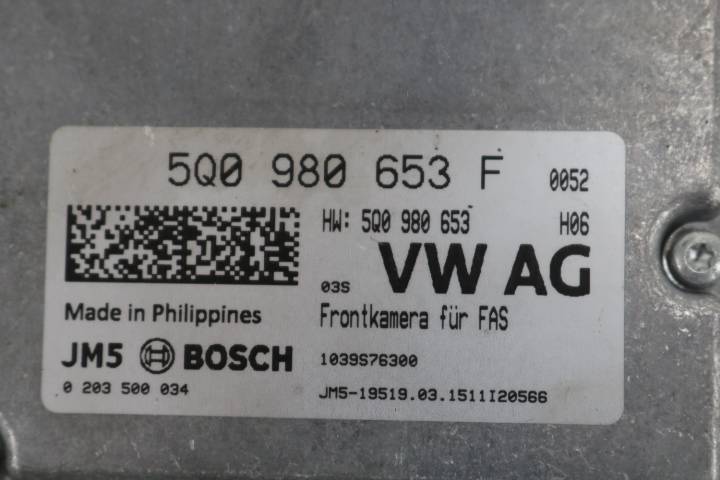 5Q0 980 653 F 0052
HW: 5Q0 980 653 H06
03S VW AG
Made in Philippines Frontkamera für FAS
JM5 BOSCH 1039S76300
0 203 500 034 JM5-19519.03.1511I20566